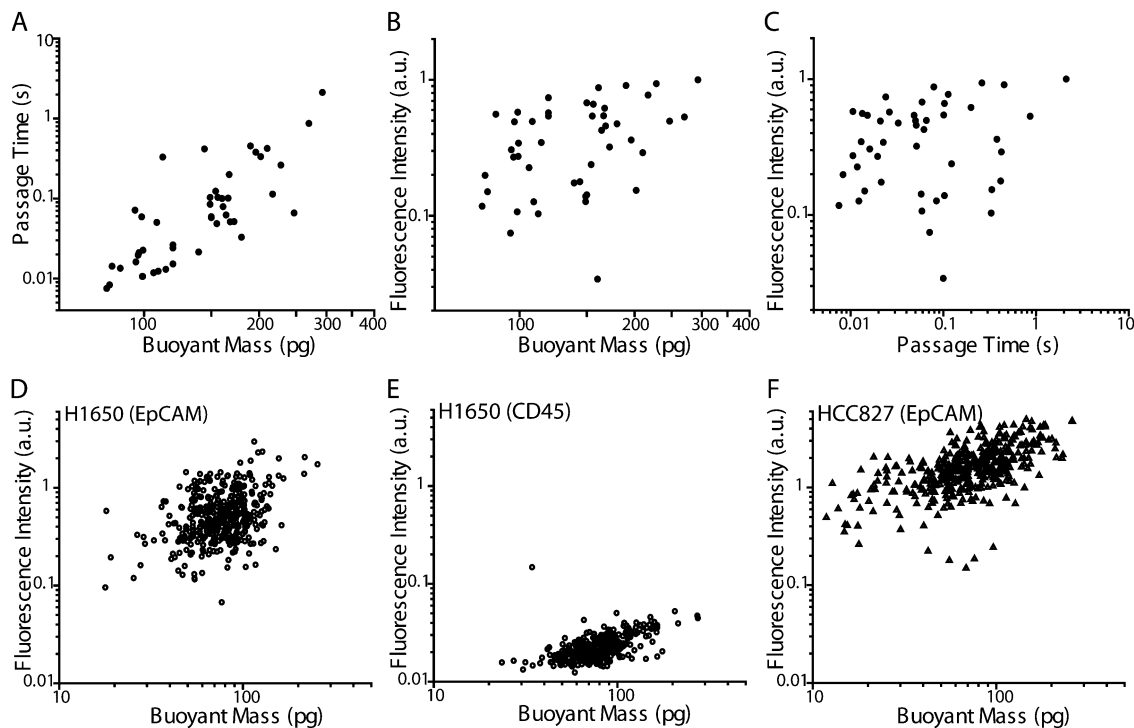 A
10
1
0.1
0.01
Passage Time (s)
100
200
300
400
Buoyant Mass (pg)
B
1
0.1
Fluorescence Intensity (a.u.)
100
200
300
400
Buoyant Mass (pg)
C
1
0.1
Fluorescence Intensity (a.u.)
0.01
0.1
1
10
Passage Time (s)
D
H1650 (EpCAM)
1
0.1
0.01
Fluorescence Intensity (a.u.)
10
100
Buoyant Mass (pg)
E
H1650 (CD45)
1
0.1
0.01
Fluorescence Intensity (a.u.)
10
100
Buoyant Mass (pg)
F
HCC827 (EpCAM)
1
0.1
0.01
Fluorescence Intensity (a.u.)
10
100
Buoyant Mass (pg)